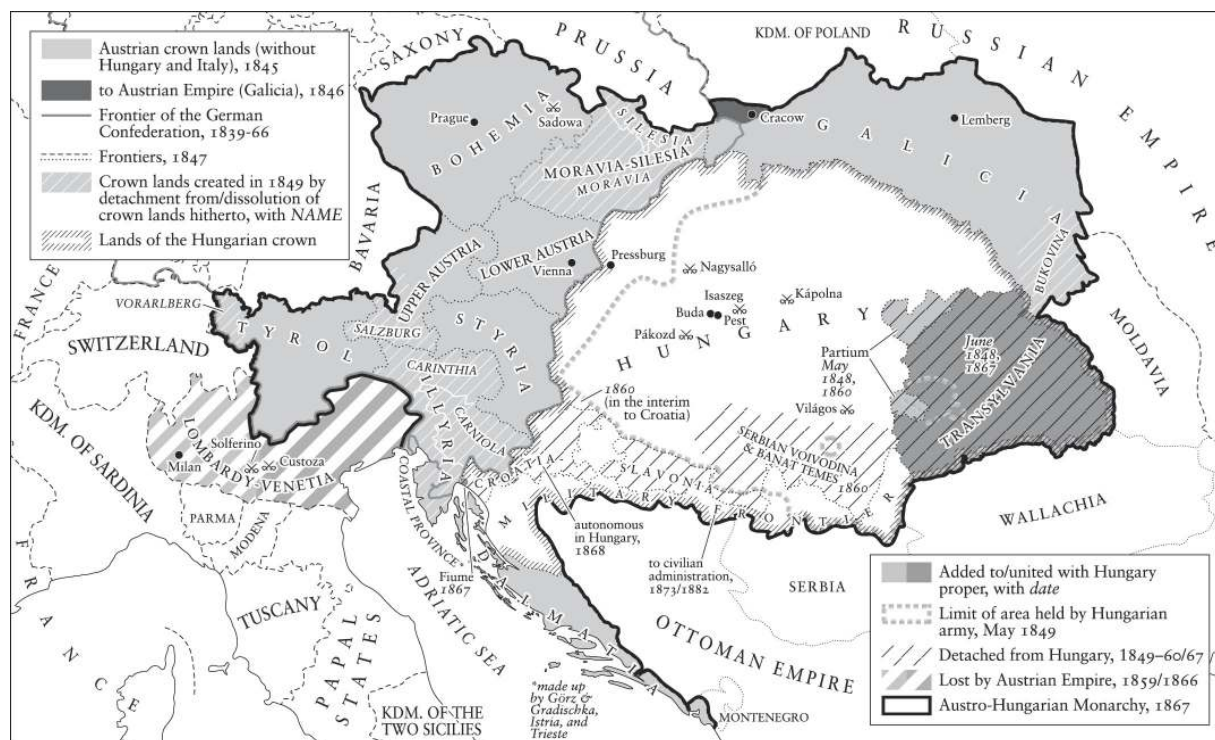 Austrian crown lands (without
Hungary and Italy), 1845
to Austrian Empire (Galicia), 1846
Frontier of the German
Confederation, 1839-66
Frontiers, 1847
Crown lands created in 1849 by
detachment from/dissolution of
crown lands hitherto, with NAME
Lands of the Hungarian crown
SAXONY
PRUSSIA
KDM. OF POLAND
RUSSIAN EMPIRE
Prague
BOHEMIA
Sadowa
SILESIA
MORAVIA-SILESIA
MORAVIA
Cracow
GALICIA
Lemberg
BUKOVINA
BAVARIA
UPPER AUSTRIA
LOWER AUSTRIA
Vienna
Pressburg
Nagysalló
Isaszeg
Buda
Pest
Kápolna
Pákozd
HUNGARY
Partium
May
1848,
1860
Világos
June
1848,
1867
TRANSYLVANIA
MOLDAVIA
FRANCE
VORARLBERG
TYROL
SALZBURG
STYRIA
SWITZERLAND
CARINTHIA
ILLYRIA
CARNIOLA
1860
(in the interim
to Croatia)
KDM. OF SARDINIA
LOMBARDY-VENETIA
Solferino
Custoza
Milan
PARMA
MODENA
COASTAL PROVINCE*
CROATIA
SLAVONIA
SERBIAN VOIVODINA
& BANAT TEMES
1860
MILITARY FRONTIER
WALLACHIA
autonomous
in Hungary,
1868
to civilian
administration,
1873/1882
SERBIA
Fiume
1867
ADRIATIC SEA
DALMATIA
OTTOMAN EMPIRE
FRANCE
TUSCANY
PAPAL
STATES
KDM. OF THE
TWO SICILIES
*made up
by Görz &
Gradischka,
Istria, and
Trieste
MONTENEGRO
Added to/united with Hungary
proper, with date
Limit of area held by Hungarian
army, May 1849
Detached from Hungary, 1849–60/67
Lost by Austrian Empire, 1859/1866
Austro-Hungarian Monarchy, 1867